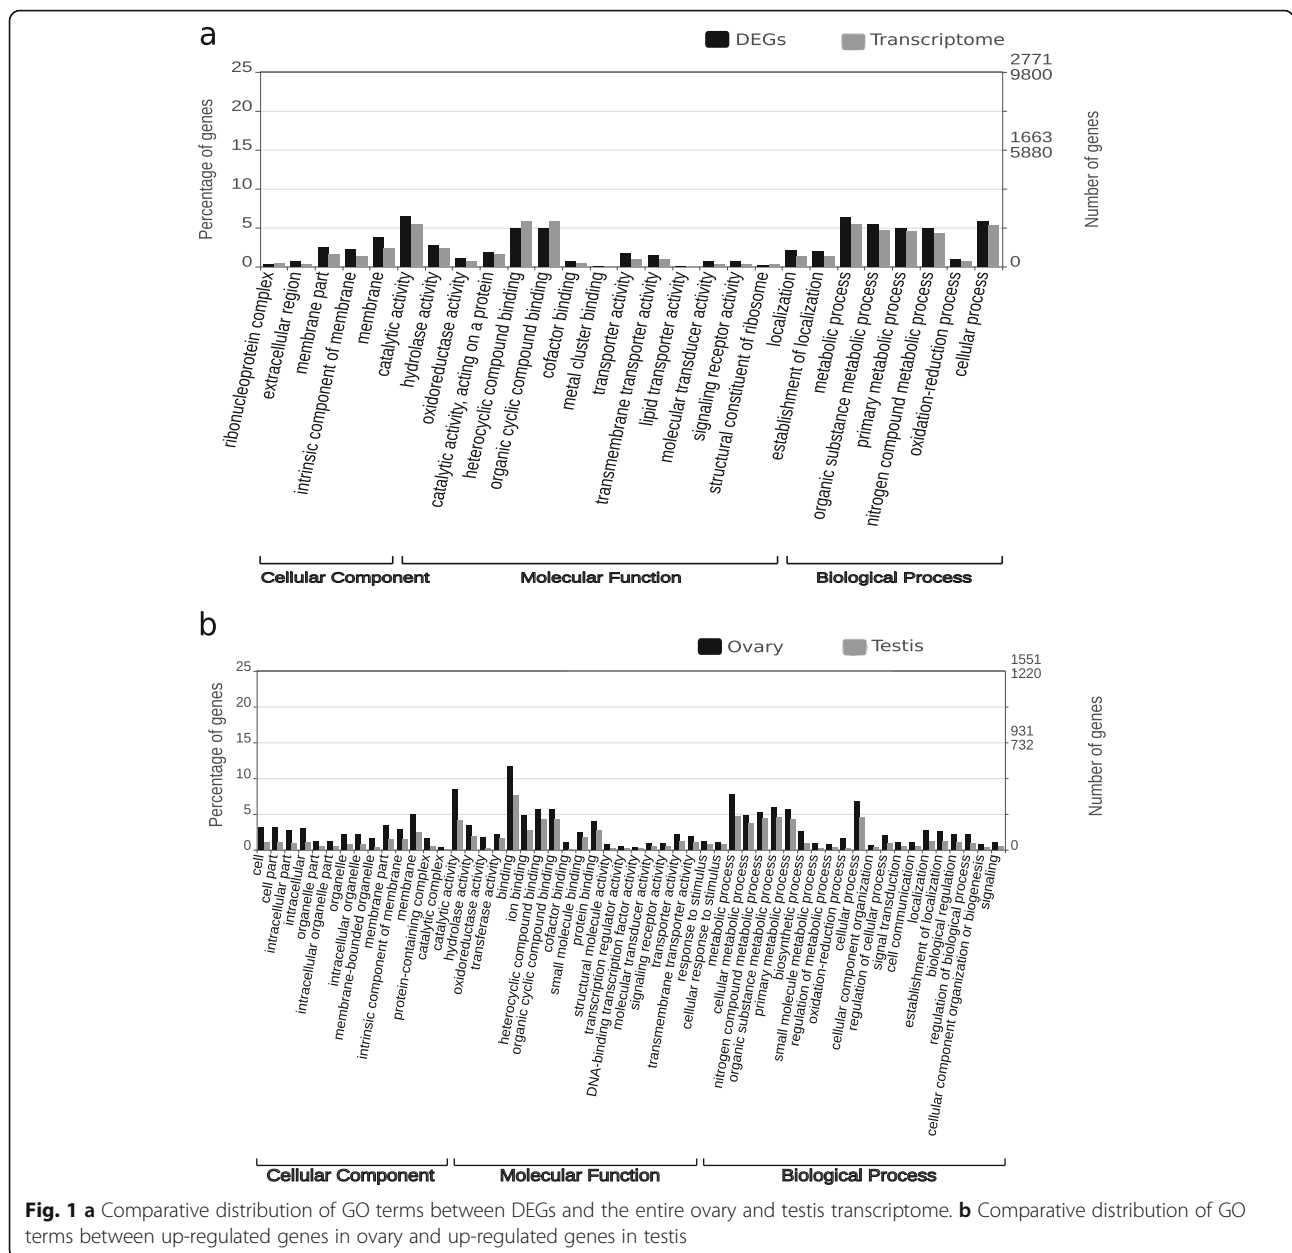 a
DEGs
Transcriptome
25
20
15
10
5
0
Percentage of genes
2771
9800
1663
5880
0
Number of genes
ribonucleoprotein complex
extracellular region
membrane part
intrinsic component of membrane
membrane
catalytic activity
hydrolase activity
oxidoreductase activity
catalytic activity, acting on a protein
heterocyclic compound binding
organic cyclic compound binding
cofactor binding
metal cluster binding
transporter activity
transmembrane transporter activity
lipid transporter activity
molecular transducer activity
signaling receptor activity
structural constituent of ribosome
localization
establishment of localization
metabolic process
organic substance metabolic process
primary metabolic process
nitrogen compound metabolic process
oxidation-reduction process
cellular process
Cellular Component
Molecular Function
Biological Process
b
Ovary
Testis
25
20
15
10
5
0
Percentage of genes
1551
1220
931
732
0
Number of genes
cell
cell part
intracellular part
intracellular
organelle part
intracellular organelle part
organelle
intracellular organelle
membrane-bounded organelle
membrane part
intrinsic component of membrane
membrane
protein-containing complex
catalytic complex
catalytic activity
hydrolase activity
oxidoreductase activity
transferase activity
binding
ion binding
heterocyclic compound binding
organic cyclic compound binding
cofactor binding
small molecule binding
protein binding
structural molecule activity
transcription regulator activity
DNA-binding transcription factor activity
molecular transducer activity
signaling receptor activity
transporter activity
transmembrane transporter activity
response to stimulus
cellular response to stimulus
metabolic process
cellular metabolic process
nitrogen compound metabolic process
organic substance metabolic process
primary metabolic process
biosynthetic process
small molecule metabolic process
regulation of metabolic process
oxidation-reduction process
cellular process
cellular component organization
regulation of cellular process
signal transduction
cell communication
localization
establishment of localization
biological regulation
regulation of biological process
cellular component organization or biogenesis
signaling
Cellular Component
Molecular Function
Biological Process
Fig. 1 a Comparative distribution of GO terms between DEGs and the entire ovary and testis transcriptome. b Comparative distribution of GO
terms between up-regulated genes in ovary and up-regulated genes in testis